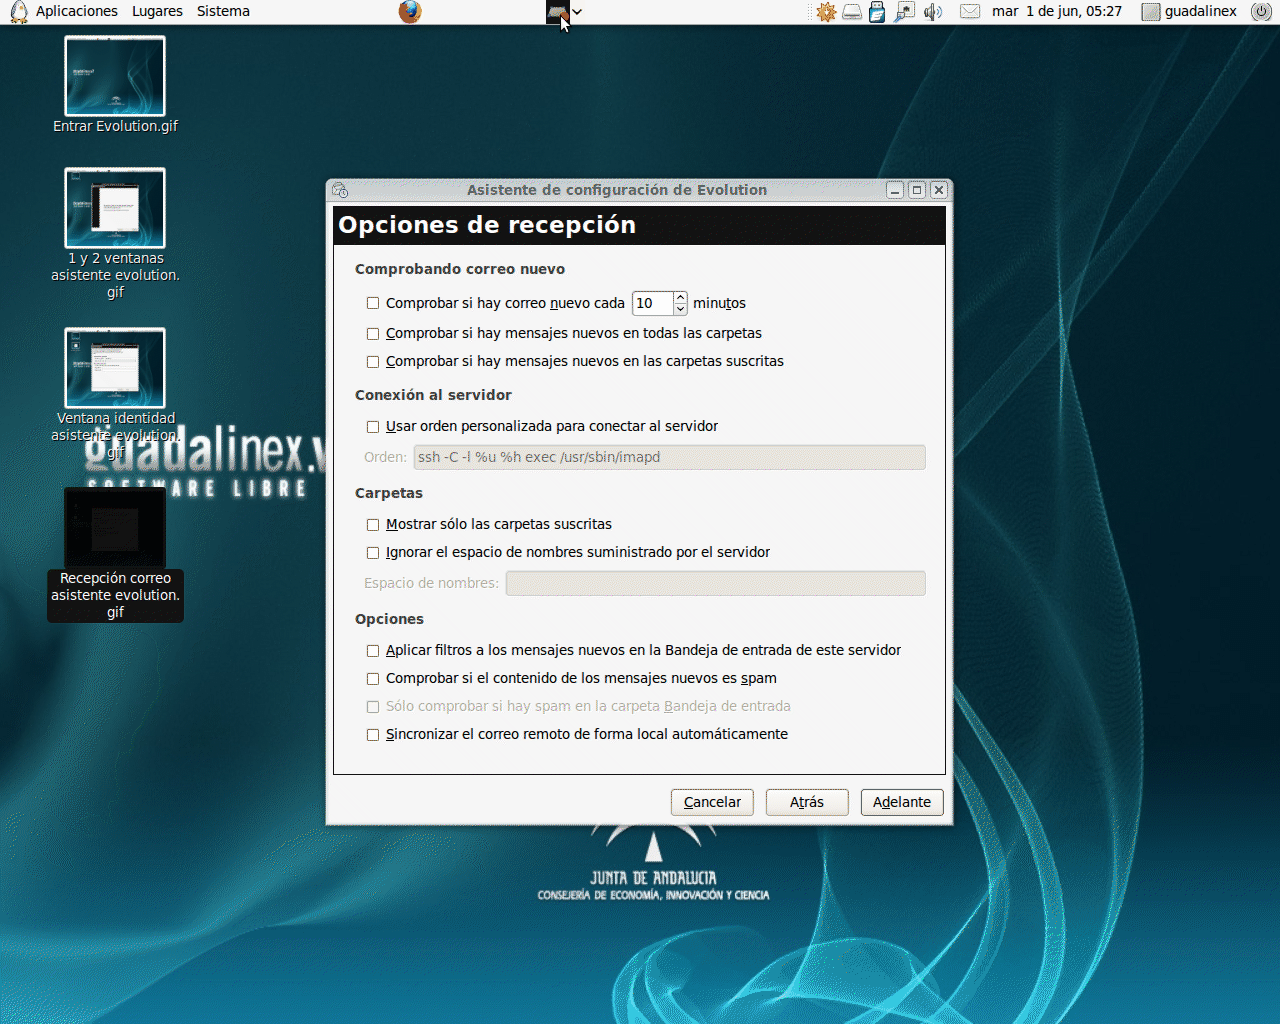 Aplicaciones Lugares Sistema
mar 1 de jun, 05:27 guadalinex
Entrar Evolution.gif
1 y 2 ventanas
asistente evolution.
gif
Ventana identidad
asistente evolution.
gif
guadalinex.v
SOFTWARE LIBRE
Recepción correo
asistente evolution.
gif
Asistente de configuración de Evolution
Opciones de recepción
Comprobando correo nuevo
Comprobar si hay correo nuevo cada 10 minutos
Comprobar si hay mensajes nuevos en todas las carpetas
Comprobar si hay mensajes nuevos en las carpetas suscritas
Conexión al servidor
Usar orden personalizada para conectar al servidor
Orden: ssh -C -l %u %h exec /usr/sbin/imapd
Carpetas
Mostrar sólo las carpetas suscritas
Ignorar el espacio de nombres suministrado por el servidor
Espacio de nombres:
Opciones
Aplicar filtros a los mensajes nuevos en la Bandeja de entrada de este servidor
Comprobar si el contenido de los mensajes nuevos es spam
Sólo comprobar si hay spam en la carpeta Bandeja de entrada
Sincronizar el correo remoto de forma local automáticamente
Cancelar Atrás Adelante
JUNTA DE ANDALUCIA
CONSEJERÍA DE ECONOMÍA, INNOVACIÓN Y CIENCIA